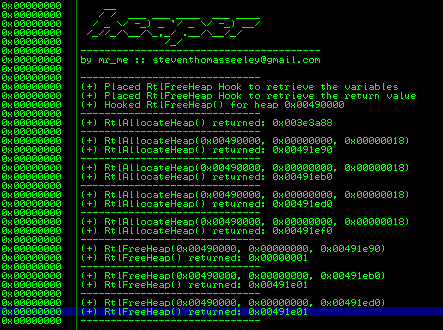 0x00000000
0x00000000
0x00000000
0x00000000
0x00000000
0x00000000 ----------------------------------------
0x00000000 by mr_me :: steventhomasseeley@gmail.com
0x00000000
0x00000000 ------------------------------
0x00000000 (+) Placed RtlFreeHeap Hook to retrieve the variables
0x00000000 (+) Placed RtlFreeHeap Hook to retrieve the return value
0x00000000 (+) Hooked RtlFreeHeap() for heap 0x00490000
0x00000000 ------------------------------
0x00000000 (+) RtlAllocateHeap() returned: 0x003e3a88
0x00000000 ------------------------------
0x00000000 (+) RtlAllocateHeap(0x00490000, 0x00000000, 0x00000018)
0x00000000 (+) RtlAllocateHeap() returned: 0x00491e90
0x00000000 ------------------------------
0x00000000 (+) RtlAllocateHeap(0x00490000, 0x00000000, 0x00000018)
0x00000000 (+) RtlAllocateHeap() returned: 0x00491eb0
0x00000000 ------------------------------
0x00000000 (+) RtlAllocateHeap(0x00490000, 0x00000000, 0x00000018)
0x00000000 (+) RtlAllocateHeap() returned: 0x00491ed0
0x00000000 ------------------------------
0x00000000 (+) RtlAllocateHeap(0x00490000, 0x00000000, 0x00000018)
0x00000000 (+) RtlAllocateHeap() returned: 0x00491ef0
0x00000000 ------------------------------
0x00000000 (+) RtlFreeHeap(0x00490000, 0x00000000, 0x00491e90)
0x00000000 (+) RtlFreeHeap() returned: 0x00000001
0x00000000 ------------------------------
0x00000000 (+) RtlFreeHeap(0x00490000, 0x00000000, 0x00491eb0)
0x00000000 (+) RtlFreeHeap() returned: 0x00491e01
0x00000000 ------------------------------
0x00000000 (+) RtlFreeHeap(0x00490000, 0x00000000, 0x00491ed0)
0x00000000 (+) RtlFreeHeap() returned: 0x00491e01
0x00000000 ------------------------------